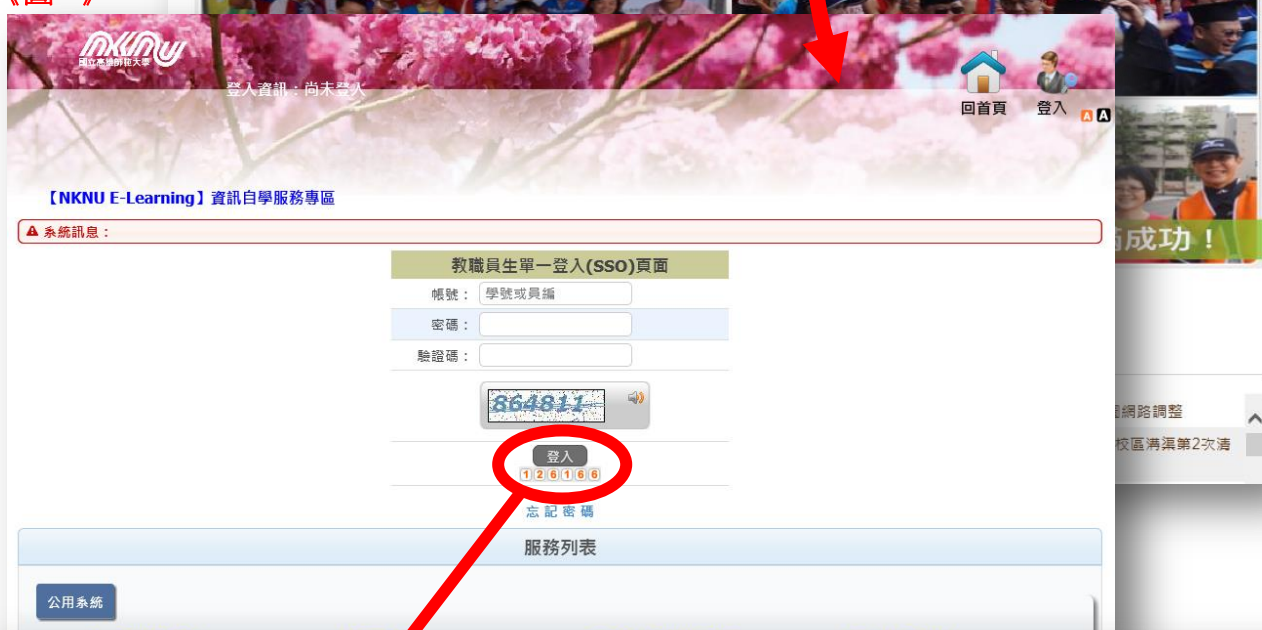 《圖一》
NKNU
國立高雄師範大學
登入資訊：尚未登入
回首頁
登入
A A
【NKNU E-Learning】資訊自學服務專區
系統訊息：
教職員生單一登入(SSO)頁面
帳號：
學號或員編
密碼：
驗證碼：
864811
登入
126166
忘記密碼
服務列表
公用系統
成功！
網路調整
校區溝渠第2次清